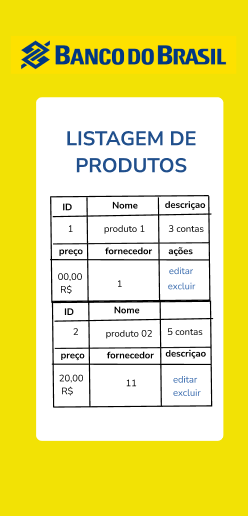 BANCO DO BRASIL
LISTAGEM DE
PRODUTOS
ID Nome descriçao
1 produto 1 3 contas
preço fornecedor ações
00,00 R$ 1 editar excluir
ID Nome
2 produto 02 5 contas
preço fornecedor descriçao
20,00 R$ 11 editar excluir